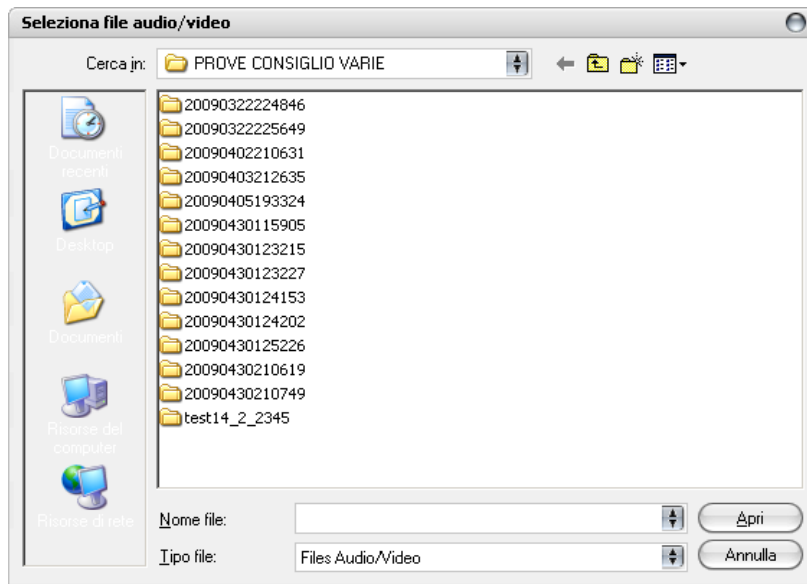 Seleziona file audio/video
Cerca in: PROVE CONSIGLIO VARIE
Documenti
recenti
Desktop
Documenti
Risorse del
computer
Risorse di rete
20090322224846
20090322225649
20090402210631
20090403212635
20090405193324
20090430115905
20090430123215
20090430123227
20090430124153
20090430124202
20090430125226
20090430210619
20090430210749
test14_2_2345
Nome file: Apri
Tipo file: Files Audio/Video Annulla